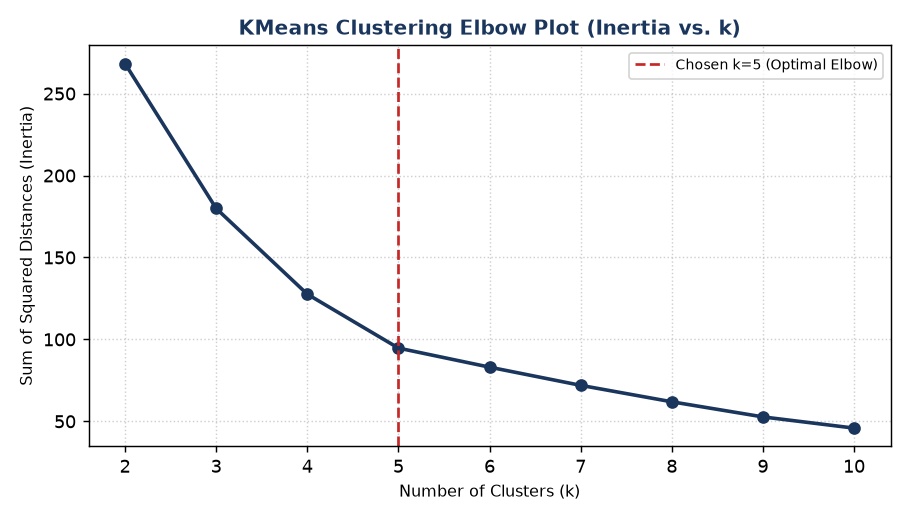 KMeans Clustering Elbow Plot (Inertia vs. k)
Chosen k=5 (Optimal Elbow)
Sum of Squared Distances (Inertia)
250
200
150
100
50
2 3 4 5 6 7 8 9 10
Number of Clusters (k)